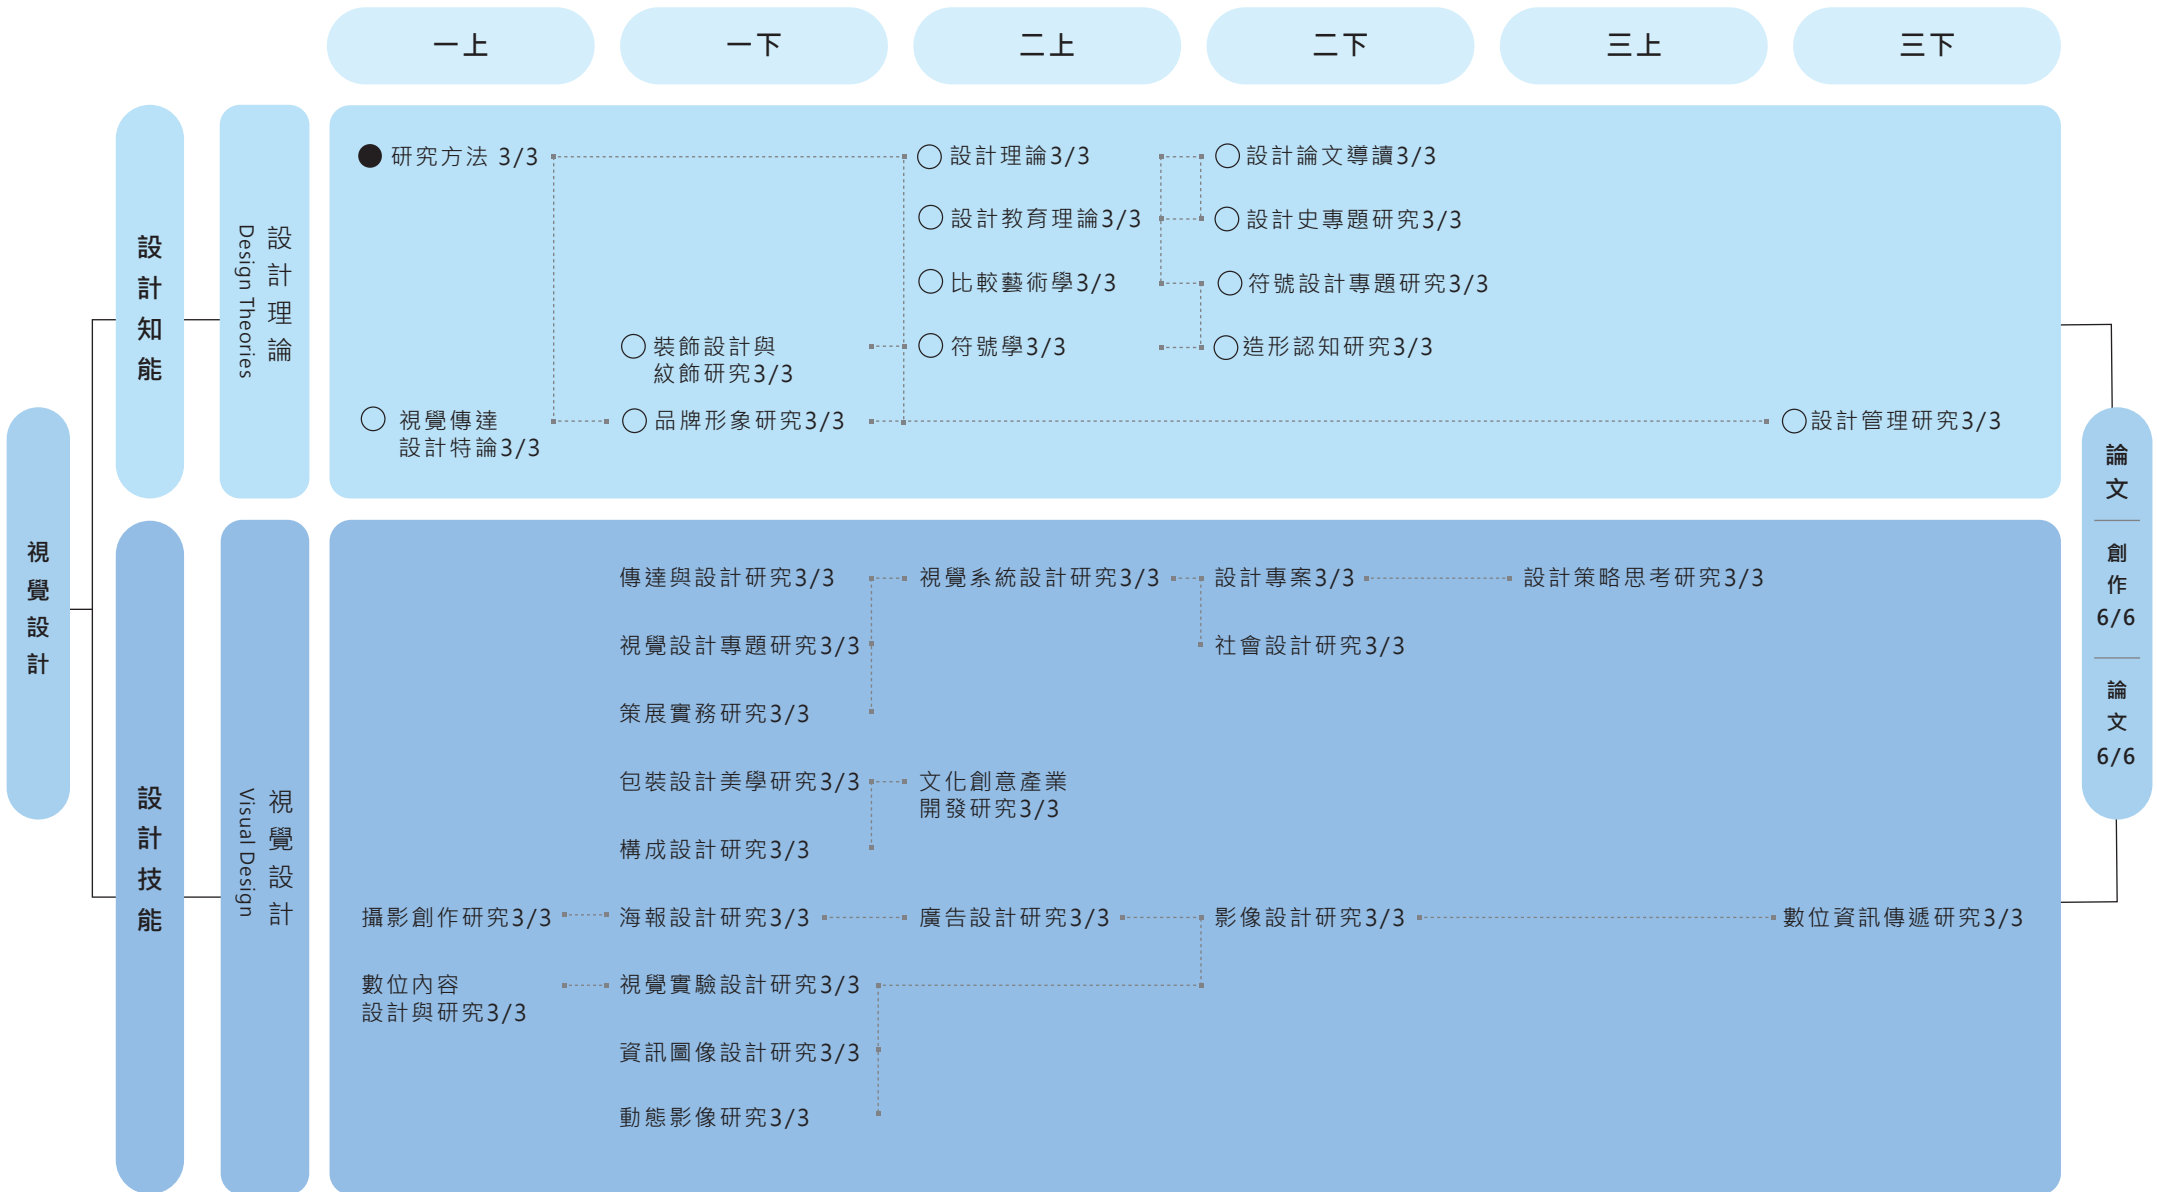 一上
一下
二上
二下
三上
三下
視覺設計
設計知能
設計理論
Design Theories
研究方法 3/3
設計理論3/3
設計論文導讀3/3
設計教育理論3/3
設計史專題研究3/3
比較藝術學3/3
符號設計專題研究3/3
裝飾設計與
紋飾研究3/3
符號學3/3
造形認知研究3/3
視覺傳達
設計特論3/3
品牌形象研究3/3
設計管理研究3/3
設計技能
視覺設計
Visual Design
傳達與設計研究3/3
視覺系統設計研究3/3
設計專案3/3
設計策略思考研究3/3
視覺設計專題研究3/3
社會設計研究3/3
策展實務研究3/3
包裝設計美學研究3/3
文化創意產業
開發研究3/3
構成設計研究3/3
攝影創作研究3/3
海報設計研究3/3
廣告設計研究3/3
影像設計研究3/3
數位資訊傳遞研究3/3
數位內容
設計與研究3/3
視覺實驗設計研究3/3
資訊圖像設計研究3/3
動態影像研究3/3
論文
創作
6/6
論文
6/6